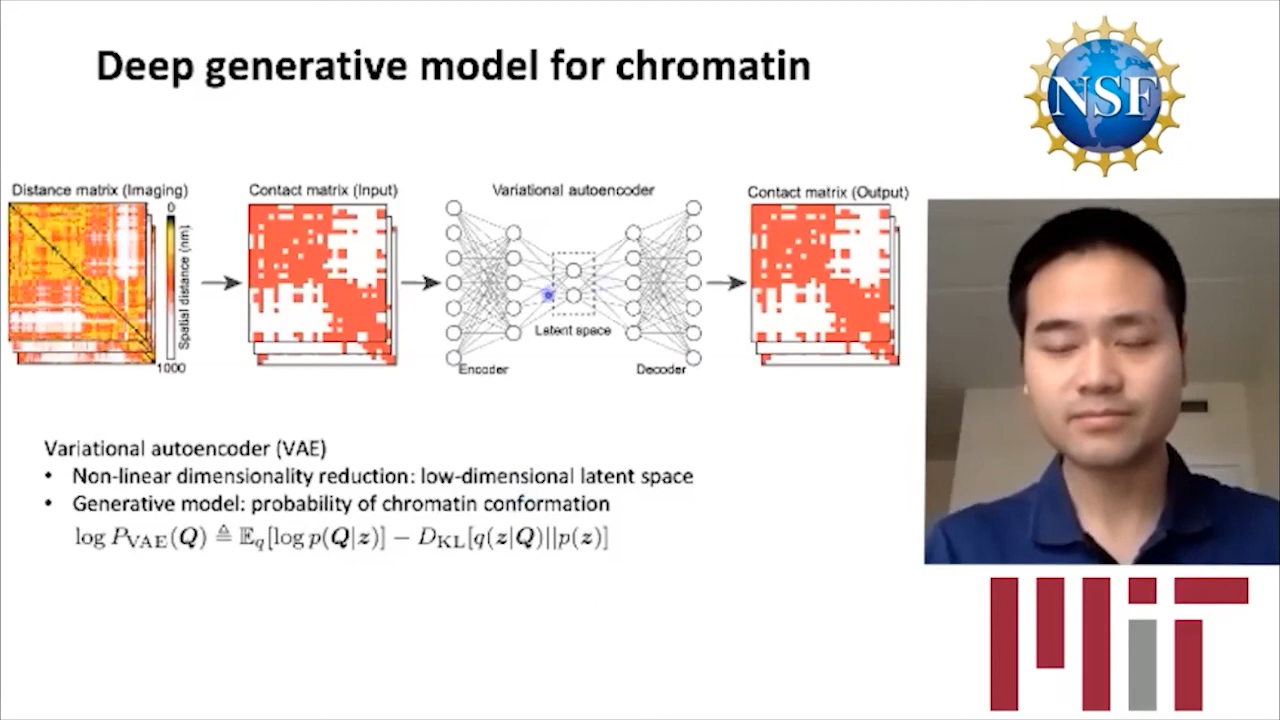 Deep generative model for chromatin
NSF
Distance matrix (Imaging)
Contact matrix (Input)
Variational autoencoder
Contact matrix (Output)
0
Spatial distance (nm)
1000
Latent space
Encoder
Decoder
Variational autoencoder (VAE)
• Non-linear dimensionality reduction: low-dimensional latent space
• Generative model: probability of chromatin conformation
log P_VAE(Q) ≜ 𝔼_q[log p(Q|z)] − D_KL[q(z|Q)||p(z)]
MIT